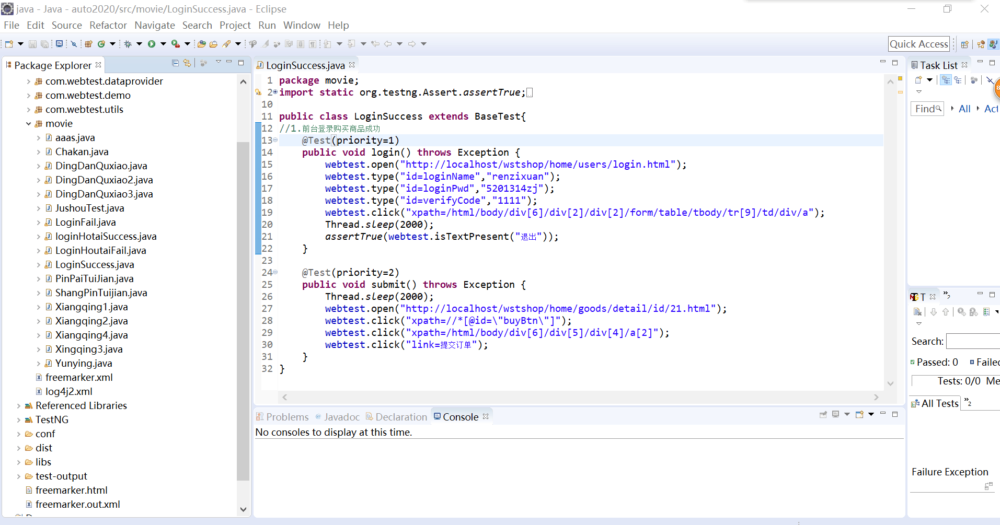 java - Java - auto2020/src/movie/LoginSuccess.java - Eclipse
File Edit Source Refactor Navigate Search Project Run Window Help
Quick Access
Package Explorer
com.webtest.dataprovider
com.webtest.demo
com.webtest.utils
movie
aaas.java
Chakan.java
DingDanQuxiao.java
DingDanQuxiao2.java
DingDanQuxiao3.java
JushouTest.java
LoginFail.java
loginHotaiSuccess.java
LoginHoutaiFail.java
LoginSuccess.java
PinPaiTuiJian.java
ShangPinTuijian.java
Xiangqing1.java
Xiangqing2.java
Xiangqing4.java
Xingqing3.java
Yunying.java
freemarker.xml
log4j2.xml
Referenced Libraries
TestNG
conf
dist
libs
test-output
freemarker.html
freemarker.out.xml
LoginSuccess.java
1 package movie;
2 import static org.testng.Assert.assertTrue;
10
11 public class LoginSuccess extends BaseTest{
12 //1.前台登录购买商品成功
13 @Test(priority=1)
14 public void login() throws Exception {
15 webtest.open("http://localhost/wstshop/home/users/login.html");
16 webtest.type("id=loginName","renzixuan");
17 webtest.type("id=loginPwd","5201314zj");
18 webtest.type("id=verifyCode","1111");
19 webtest.click("xpath=/html/body/div[6]/div[2]/div[2]/form/table/tbody/tr[9]/td/div/a");
20 Thread.sleep(2000);
21 assertTrue(webtest.isTextPresent("退出"));
22 }
23
24 @Test(priority=2)
25 public void submit() throws Exception {
26 Thread.sleep(2000);
27 webtest.open("http://localhost/wstshop/home/goods/detail/id/21.html");
28 webtest.click("xpath=//*[@id=\"buyBtn\"]");
29 webtest.click("xpath=/html/body/div[6]/div[5]/div[4]/a[2]");
30 webtest.click("link=提交订单");
31 }
32 }
Problems @ Javadoc Declaration Console
No consoles to display at this time.
Task List
Find All Act
T
Search:
Passed: 0 Failed
Tests: 0/0 Me
All Tests
Failure Exception